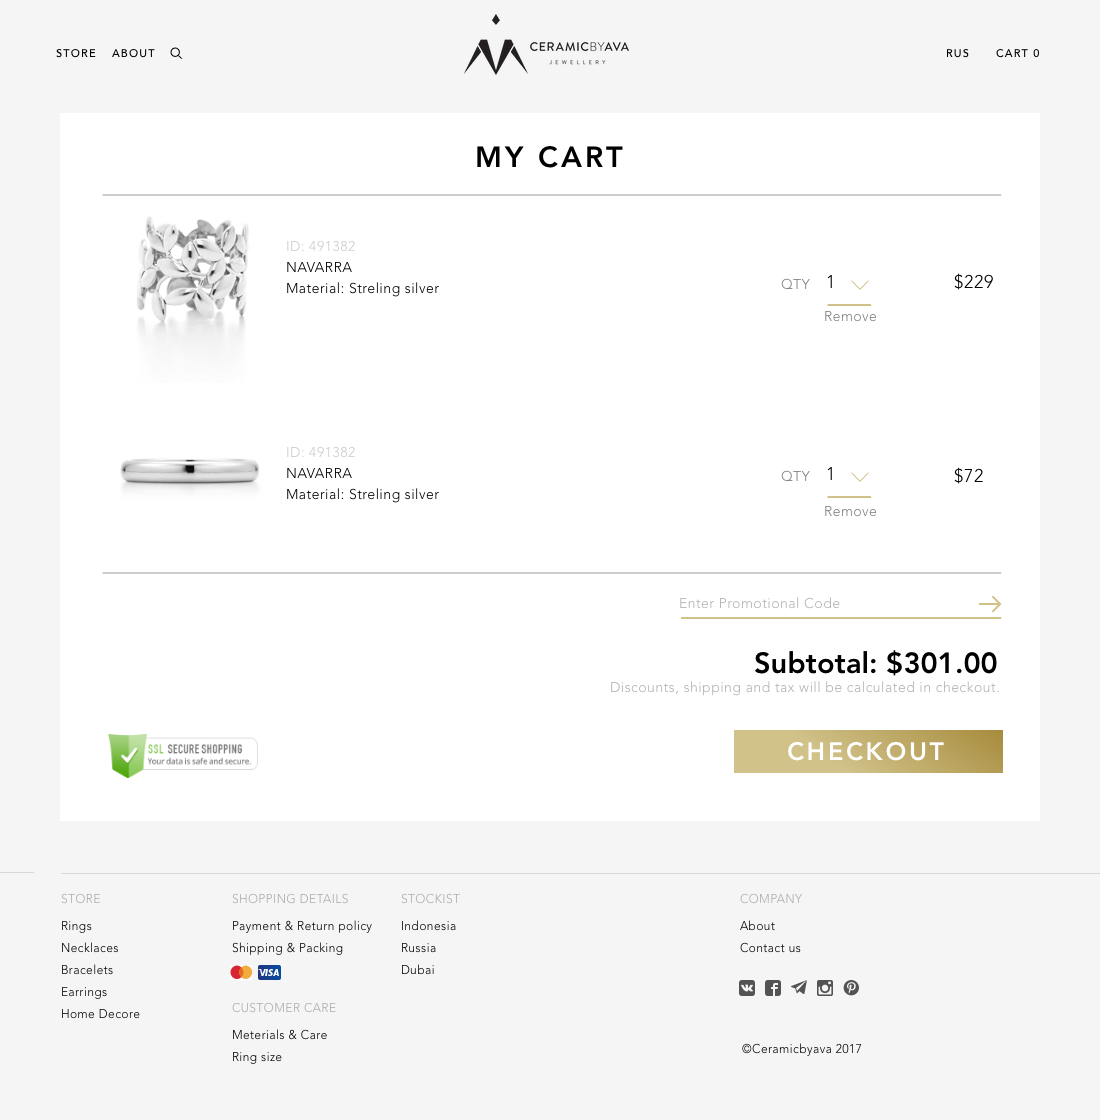 STORE ABOUT
CERAMICBYAVA
JEWELLERY
RUS CART 0
MY CART
ID: 491382
NAVARRA
Material: Streling silver
QTY 1
Remove
$229
ID: 491382
NAVARRA
Material: Streling silver
QTY 1
Remove
$72
Enter Promotional Code
Subtotal: $301.00
Discounts, shipping and tax will be calculated in checkout.
SSL SECURE SHOPPING
Your data is safe and secure.
CHECKOUT
STORE
Rings
Necklaces
Bracelets
Earrings
Home Decore
SHOPPING DETAILS
Payment & Return policy
Shipping & Packing
VISA
CUSTOMER CARE
Meterials & Care
Ring size
STOCKIST
Indonesia
Russia
Dubai
COMPANY
About
Contact us
©Ceramicbyava 2017